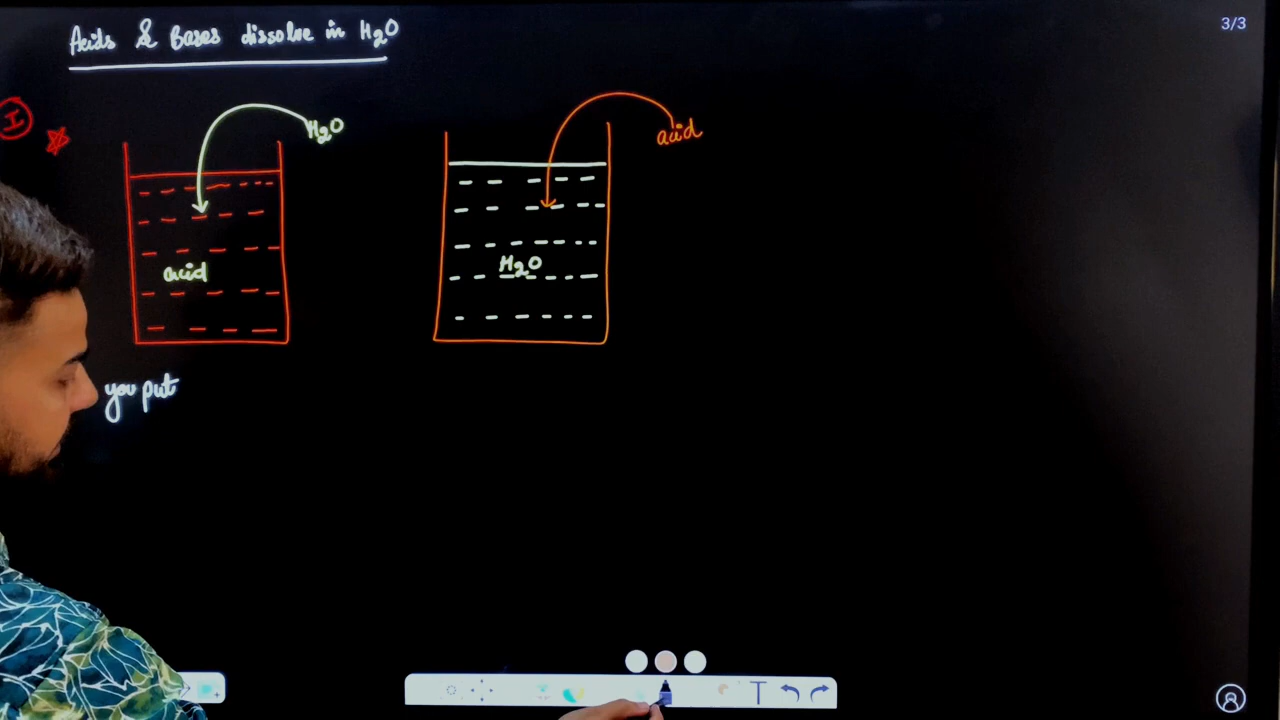 Acids & Bases dissolve in H₂O
3/3
I
H₂O
acid
acid
H₂O
you put
T